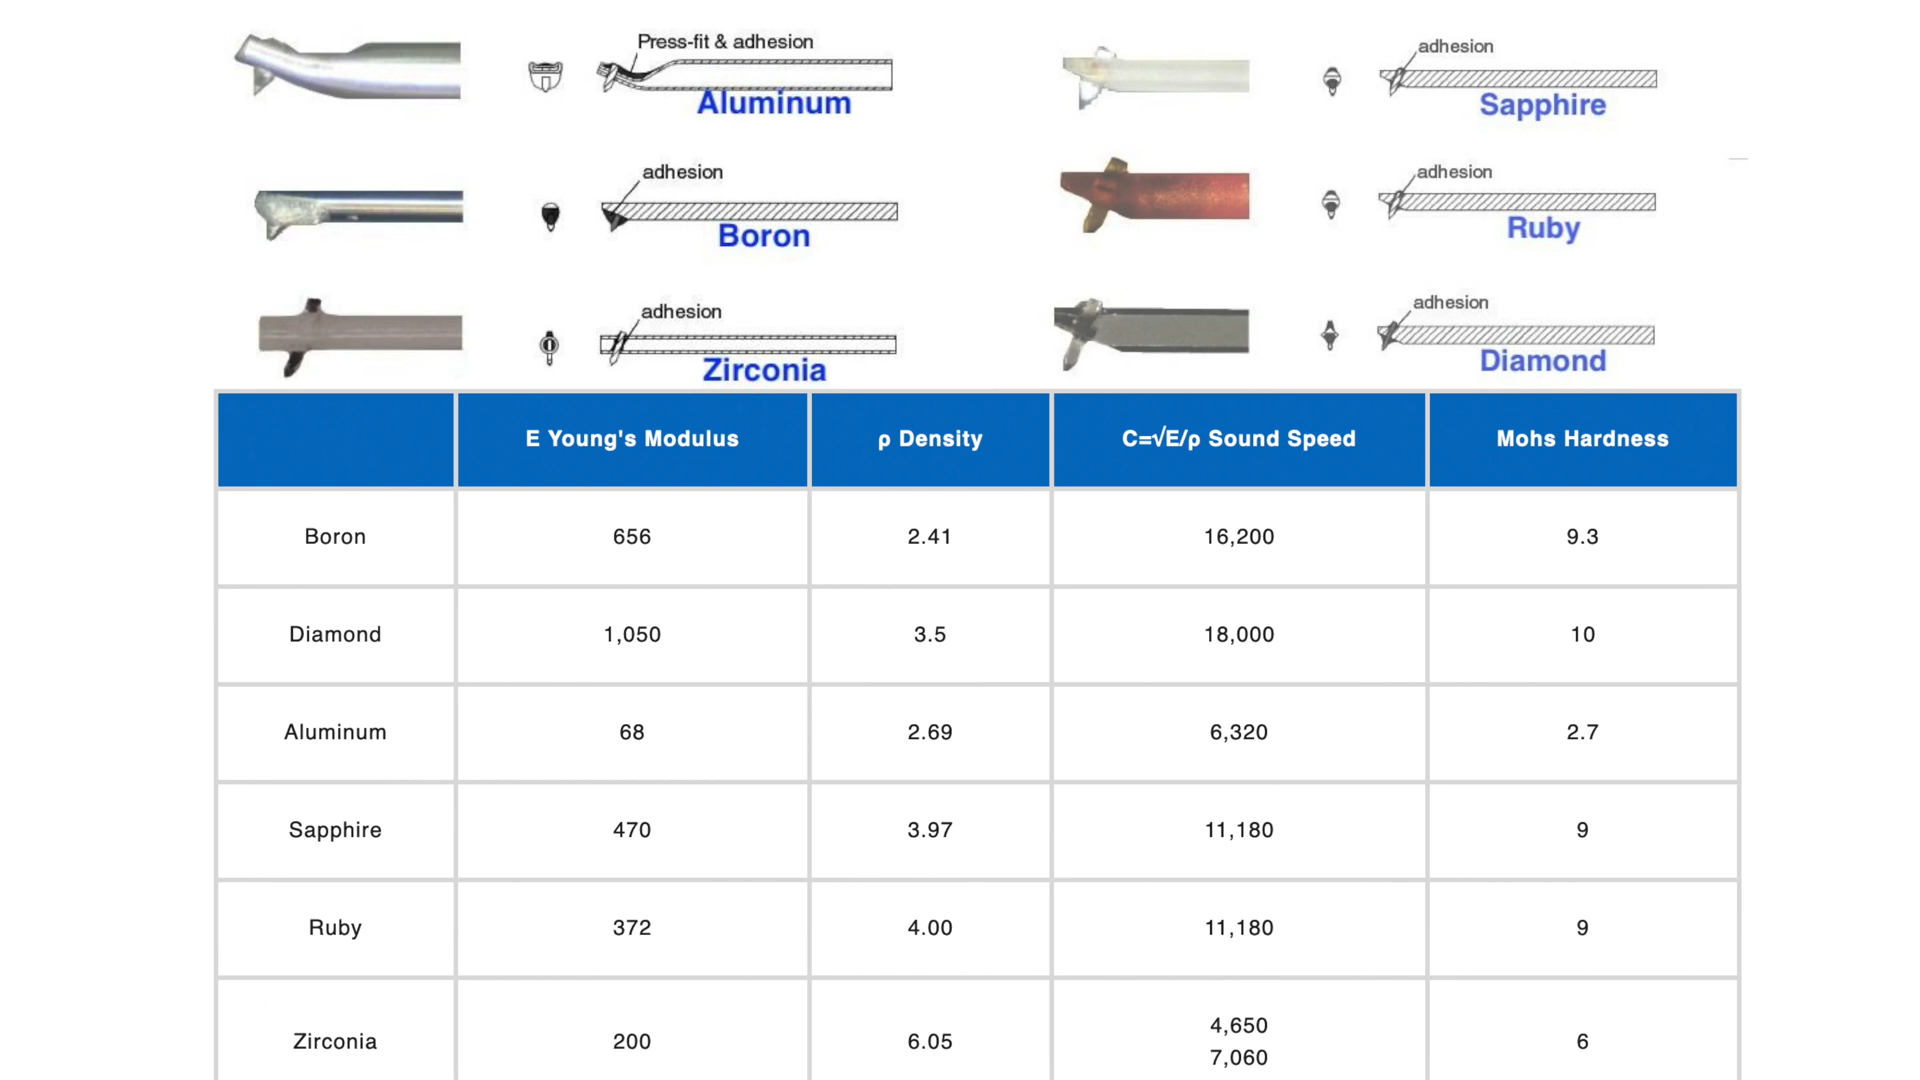 Press-fit & adhesion
Aluminum
adhesion
Sapphire
adhesion
Boron
adhesion
Ruby
adhesion
Zirconia
adhesion
Diamond
E Young's Modulus
ρ Density
C=√E/ρ Sound Speed
Mohs Hardness
Boron 656 2.41 16,200 9.3
Diamond 1,050 3.5 18,000 10
Aluminum 68 2.69 6,320 2.7
Sapphire 470 3.97 11,180 9
Ruby 372 4.00 11,180 9
Zirconia 200 6.05 4,650 7,060 6